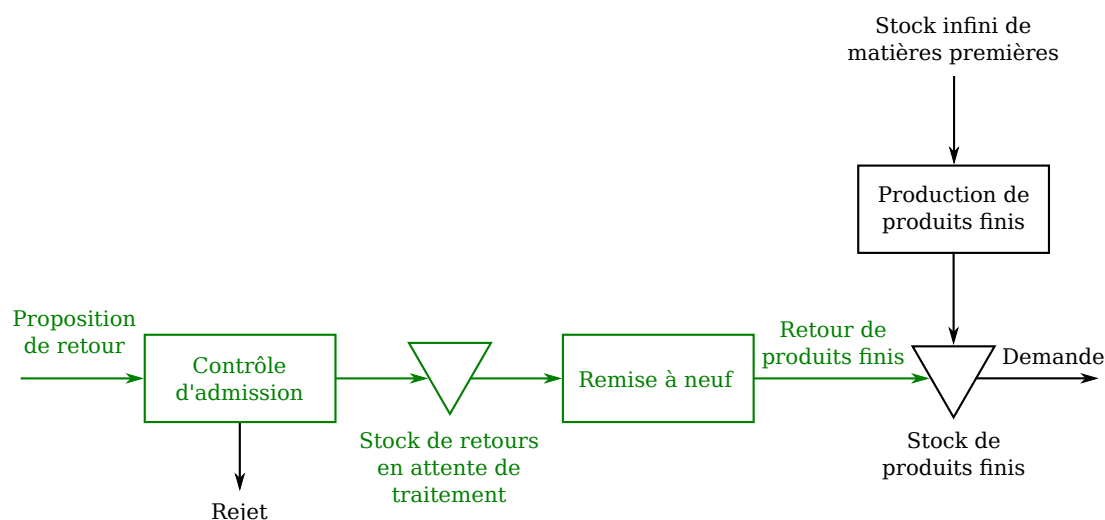 Stock infini de
matières premières
Production de
produits finis
Proposition
de retour
Contrôle
d'admission
Rejet
Stock de retours
en attente de
traitement
Remise à neuf
Retour de
produits finis
Demande
Stock de
produits finis